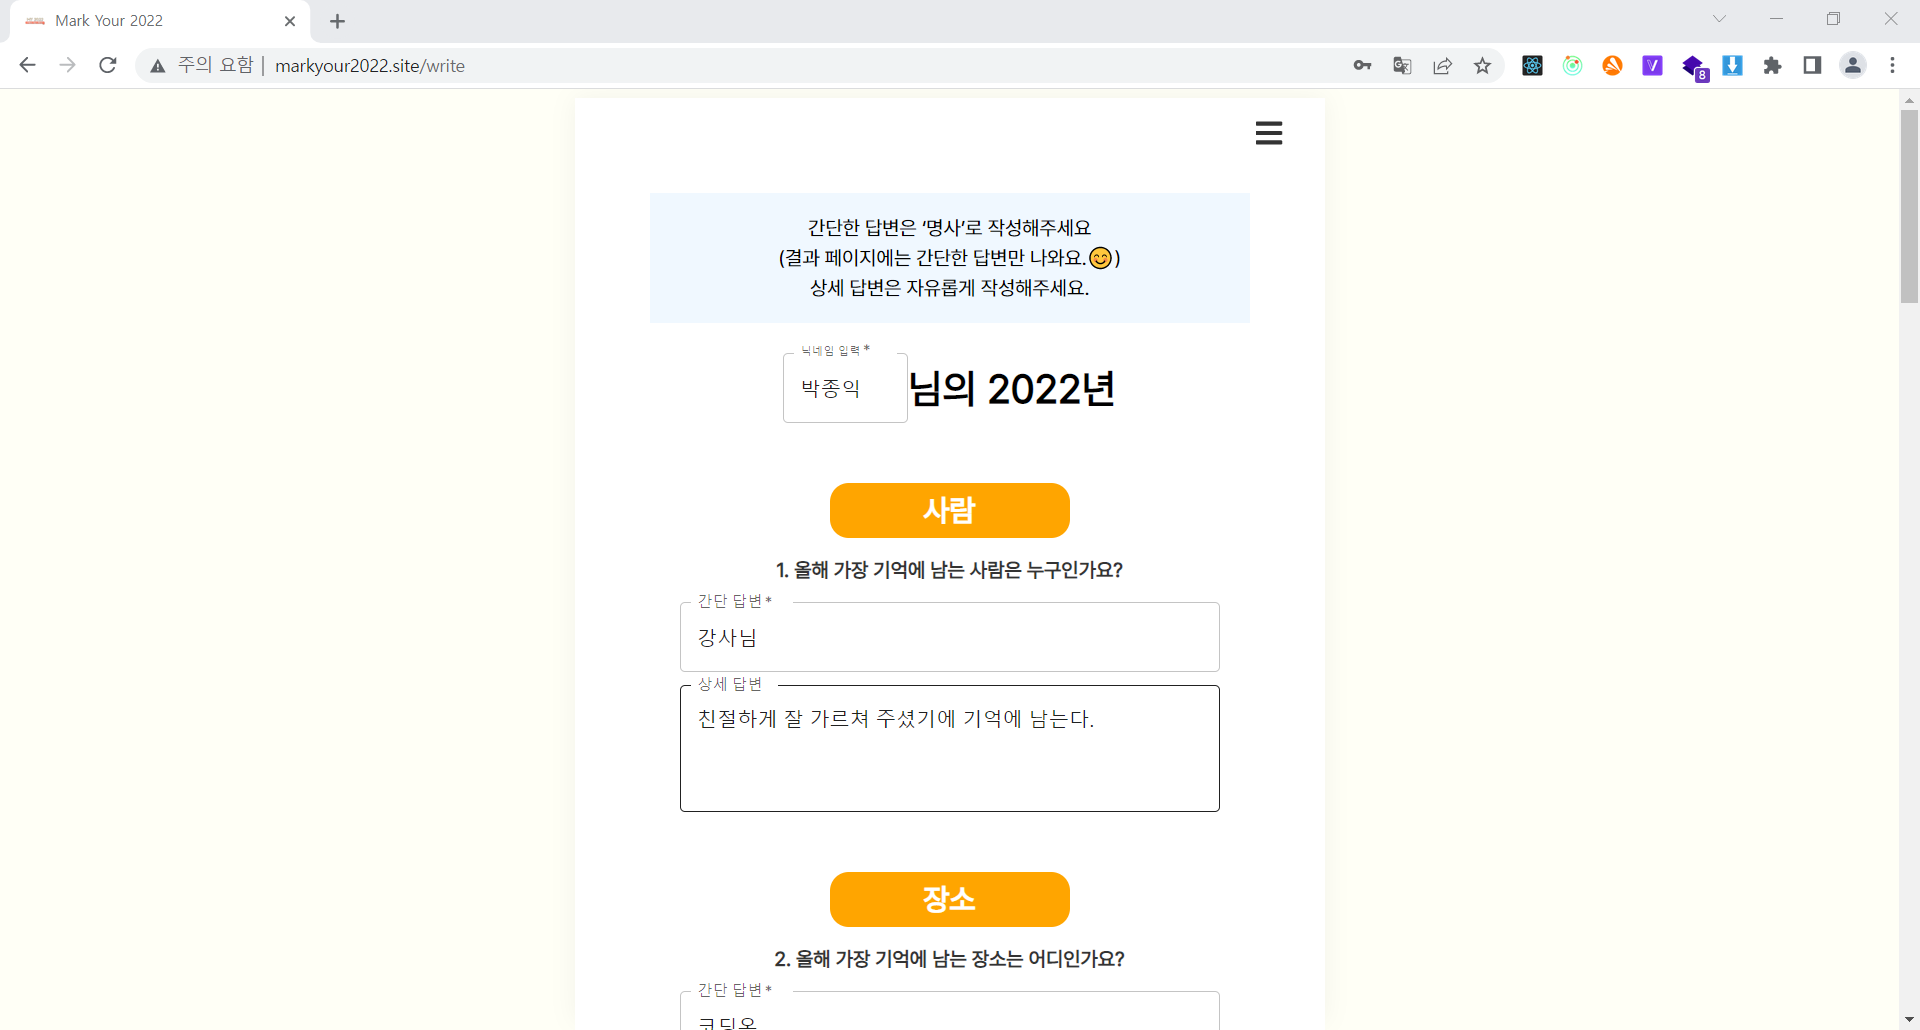 Mark Your 2022
주의 요함
markyour2022.site/write
8
간단한 답변은 '명사'로 작성해주세요
(결과 페이지에는 간단한 답변만 나와요.😊)
상세 답변은 자유롭게 작성해주세요.
닉네임 입력 *
박종익
님의 2022년
사람
1. 올해 가장 기억에 남는 사람은 누구인가요?
간단 답변 *
강사님
상세 답변
친절하게 잘 가르쳐 주셨기에 기억에 남는다.
장소
2. 올해 가장 기억에 남는 장소는 어디인가요?
간단 답변 *